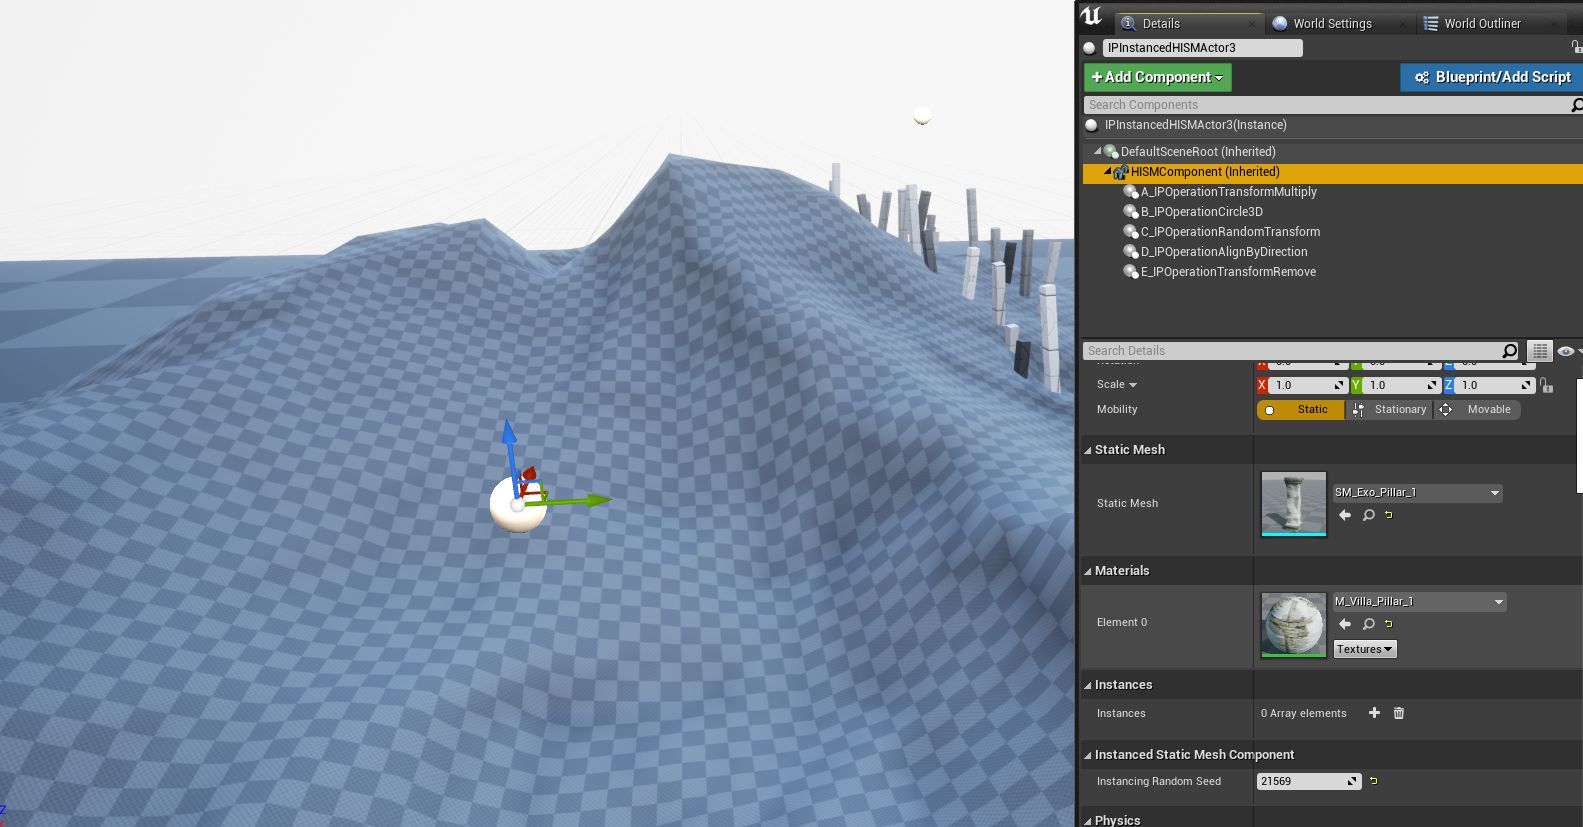 Details
World Settings
World Outliner
IPInstancedHISMActor3
+Add Component
Blueprint/Add Script
Search Components
IPInstancedHISMActor3(Instance)
DefaultSceneRoot (Inherited)
HISMComponent (Inherited)
A_IPOperationTransformMultiply
B_IPOperationCircle3D
C_IPOperationRandomTransform
D_IPOperationAlignByDirection
E_IPOperationTransformRemove
Search Details
Scale X 1.0 Y 1.0 Z 1.0
Mobility Static Stationary Movable
Static Mesh
Static Mesh SM_Exo_Pillar_1
Materials
Element 0 M_Villa_Pillar_1
Textures
Instances
Instances 0 Array elements
Instanced Static Mesh Component
Instancing Random Seed 21569
Physics
Z